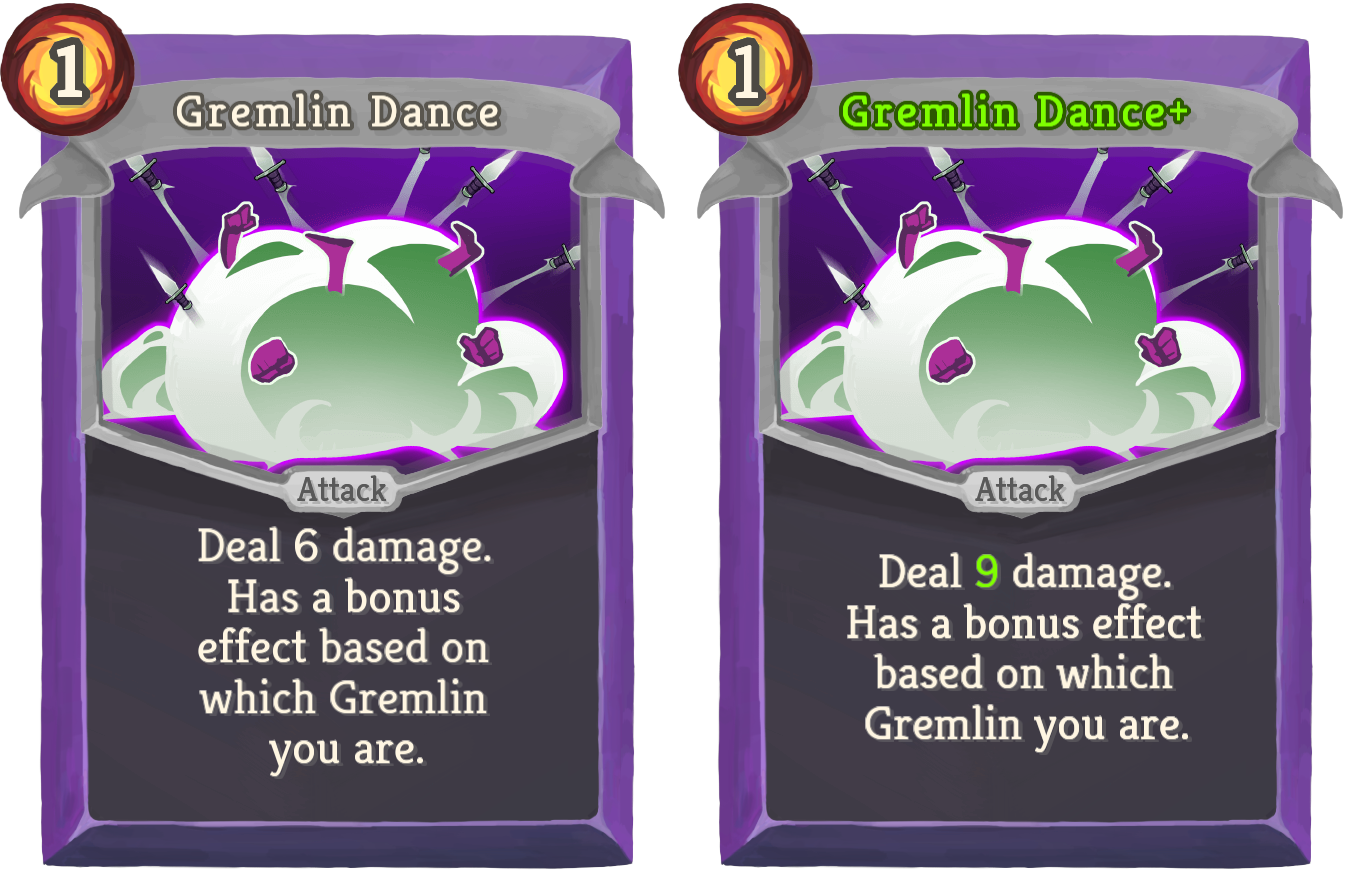 1
Gremlin Dance
Attack
Deal 6 damage.
Has a bonus
effect based on
which Gremlin
you are.
1
Gremlin Dance+
Attack
Deal 9 damage.
Has a bonus effect
based on which
Gremlin you are.